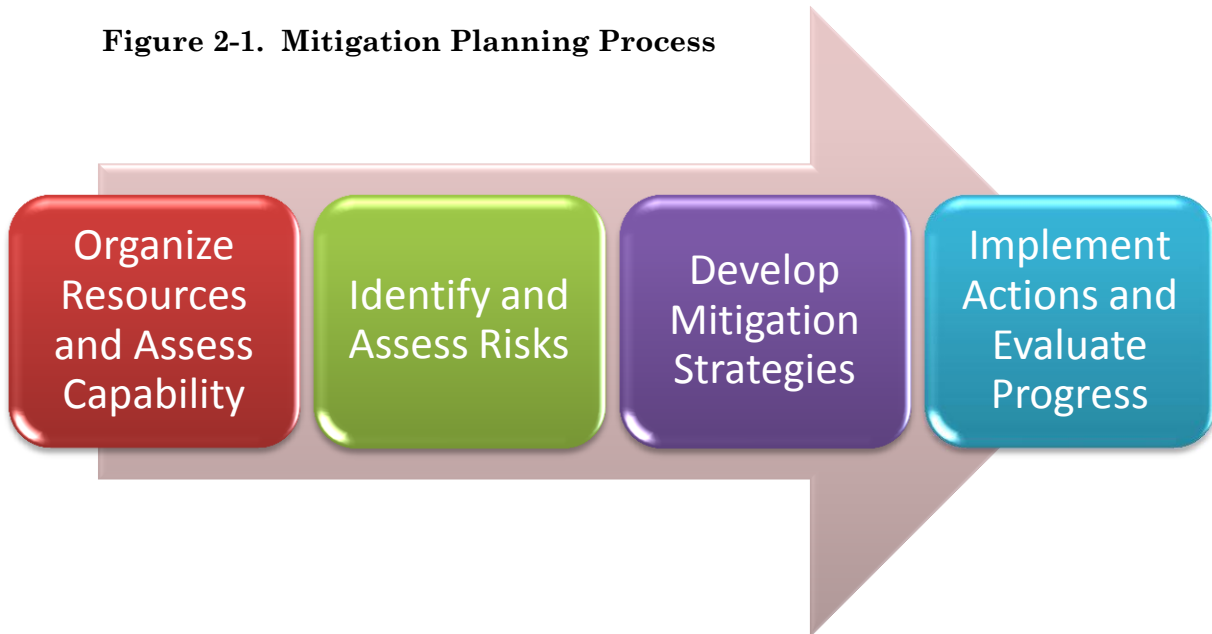 Figure 2-1. Mitigation Planning Process
Organize
Resources
and Assess
Capability
Identify and
Assess Risks
Develop
Mitigation
Strategies
Implement
Actions and
Evaluate
Progress